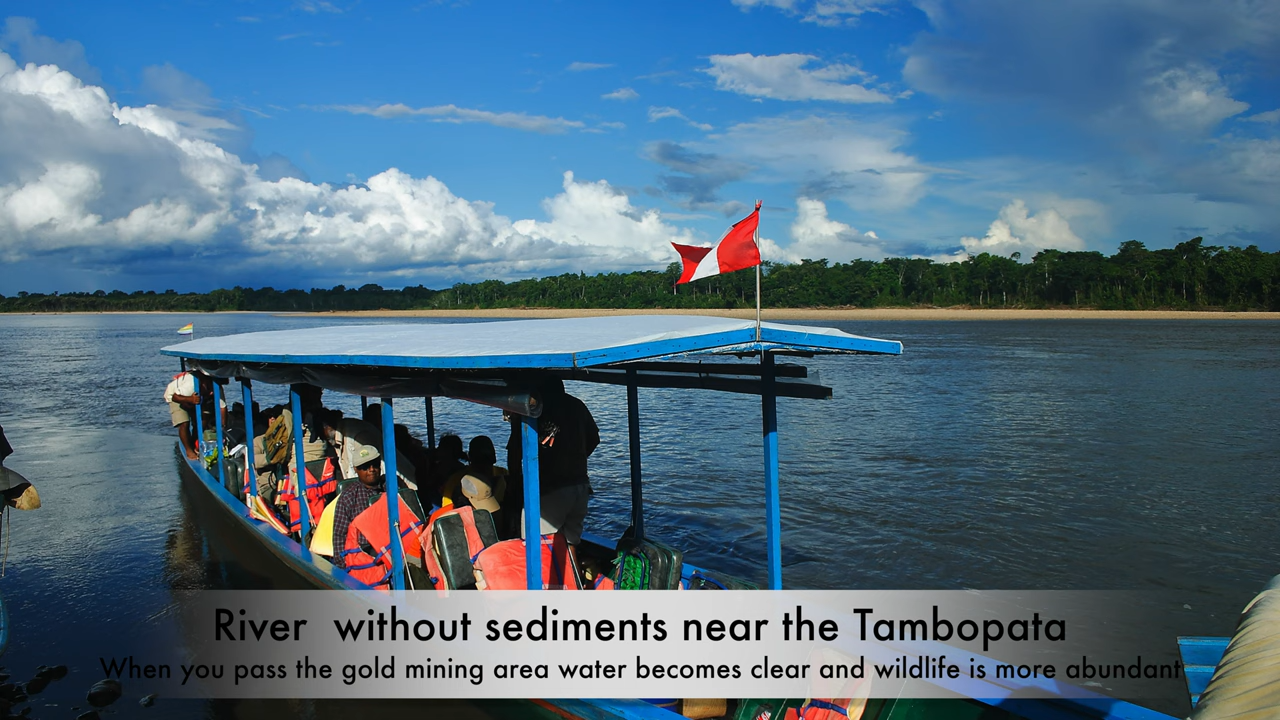 River  without sediments near the Tambopata
When you pass the gold mining area water becomes clear and wildlife is more abundant